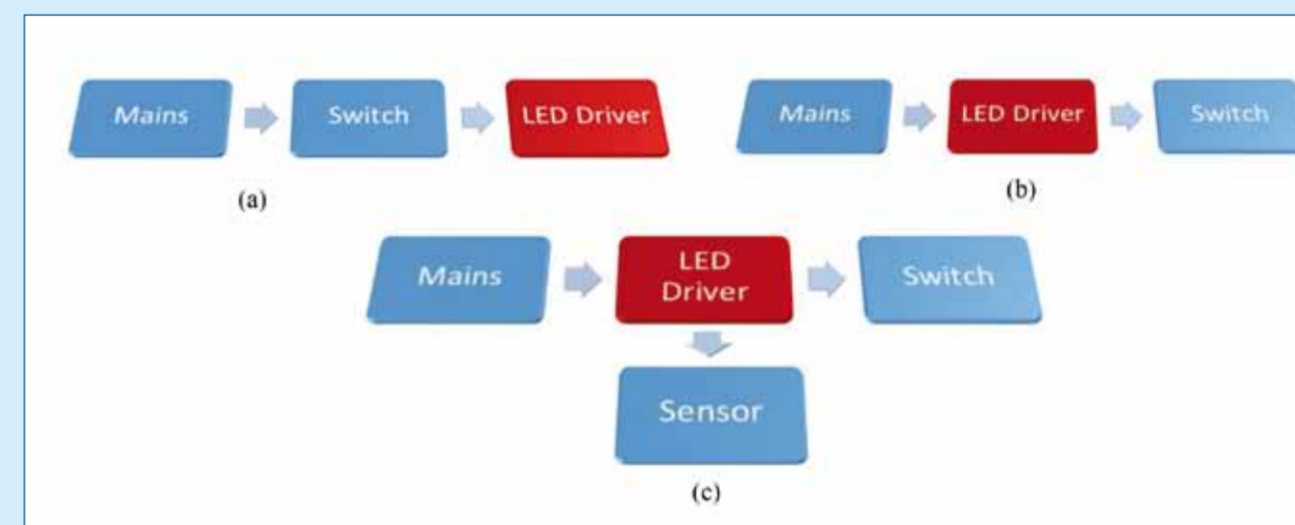 Mains Switch LED Driver
(a)
Mains LED Driver Switch
(b)
Mains LED
Driver Switch
Sensor
(c)